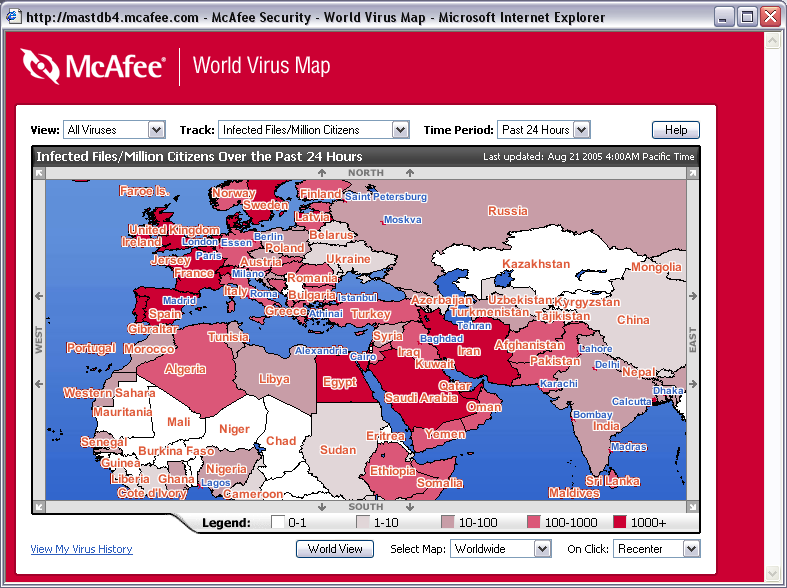 http://mastdb4.mcafee.com - McAfee Security - World Virus Map - Microsoft Internet Explorer
McAfee® World Virus Map
View: All Viruses Track: Infected Files/Million Citizens Time Period: Past 24 Hours Help
Infected Files/Million Citizens Over the Past 24 Hours Last updated: Aug 21 2005 4:00AM Pacific Time
NORTH
Faroe Is. Norway Finland Saint Petersburg
Sweden
Latvia Moskva Russia
United Kingdom Belarus
Ireland London Essen Berlin
Poland
Jersey Paris Austria Ukraine Kazakhstan Mongolia
France Milano Romania
Italy Roma Bulgaria Istanbul
Madrid Azerbaijan Uzbekistan Kyrgyzstan
Spain Greece Athinai Turkey Turkmenistan Tajikistan China
Gibraltar Tehran
WEST EAST
Portugal Morocco Tunisia Syria Baghdad Afghanistan
Alexandria Cairo Iraq Iran Lahore
Algeria Kuwait Pakistan Delhi Nepal
Libya Egypt Qatar Karachi
Western Sahara Saudi Arabia Dhaka
Mauritania Oman Calcutta
Mali Niger Bombay
Chad Eritrea Yemen India
Senegal Sudan Madras
Burkina Faso
Guinea Nigeria Ethiopia
Liberia Ghana Lagos Somalia Sri Lanka
Cote d'Ivory Cameroon Maldives
SOUTH
Legend: 0-1 1-10 10-100 100-1000 1000+
View My Virus History World View Select Map: Worldwide On Click: Recenter